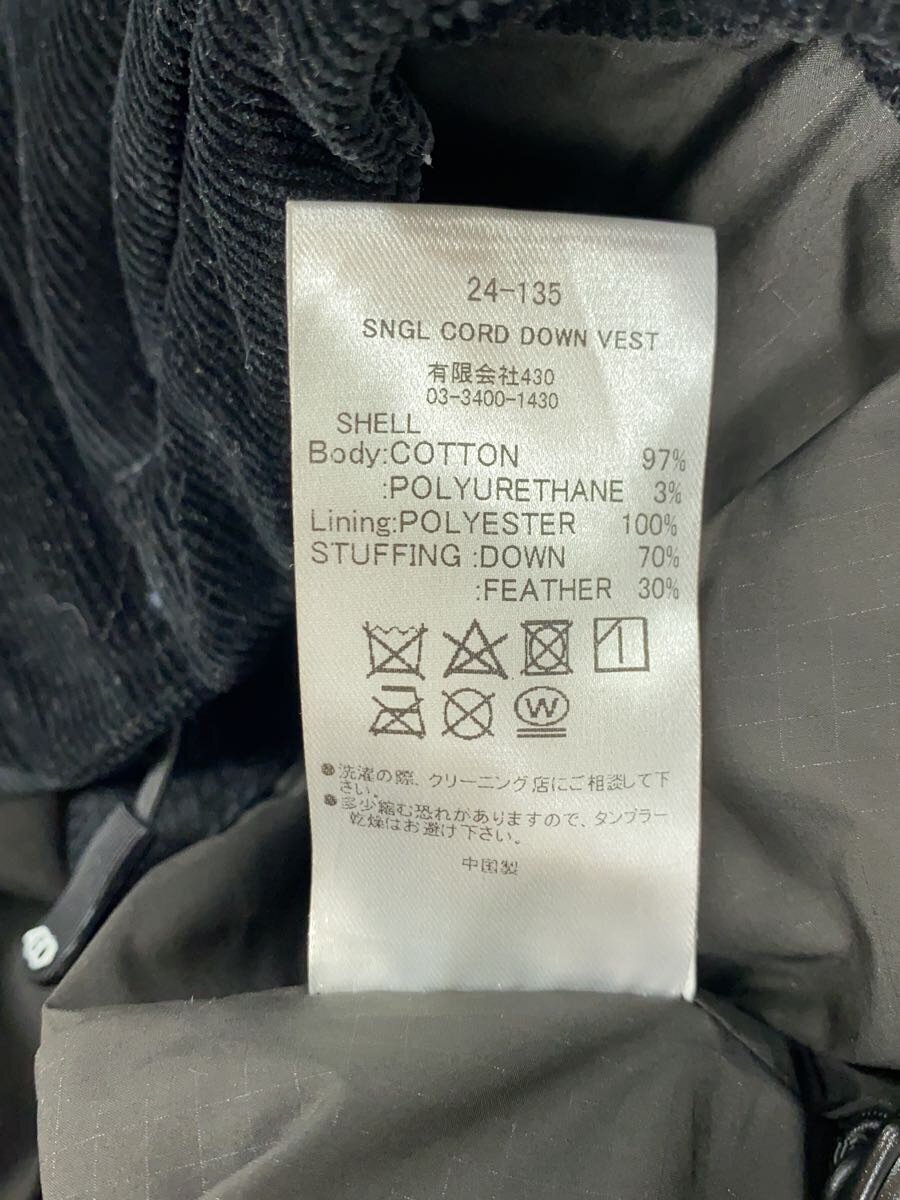 24-135
SNGL CORD DOWN VEST
有限会社430
03-3400-1430
SHELL
Body:COTTON 97%
:POLYURETHANE 3%
Lining:POLYESTER 100%
STUFFING :DOWN 70%
:FEATHER 30%
W
●洗濯の際、クリーニング店にご相談して下
さい。
●多少縮む恐れがありますので、タンブラー
乾燥はお避け下さい。
中国製